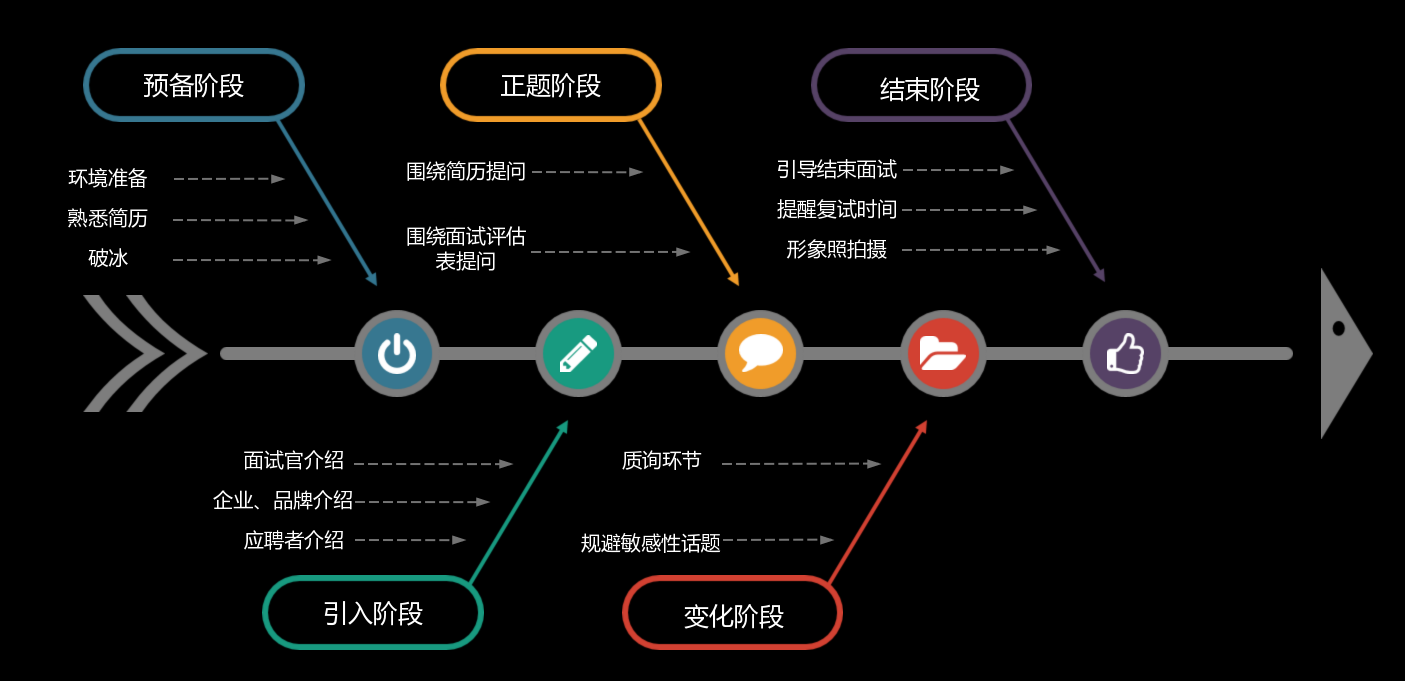 预备阶段
正题阶段
结束阶段
环境准备
熟悉简历
破冰
围绕简历提问
围绕面试评估
表提问
引导结束面试
提醒复试时间
形象照拍摄
面试官介绍
企业、品牌介绍
应聘者介绍
质询环节
规避敏感性话题
引入阶段
变化阶段